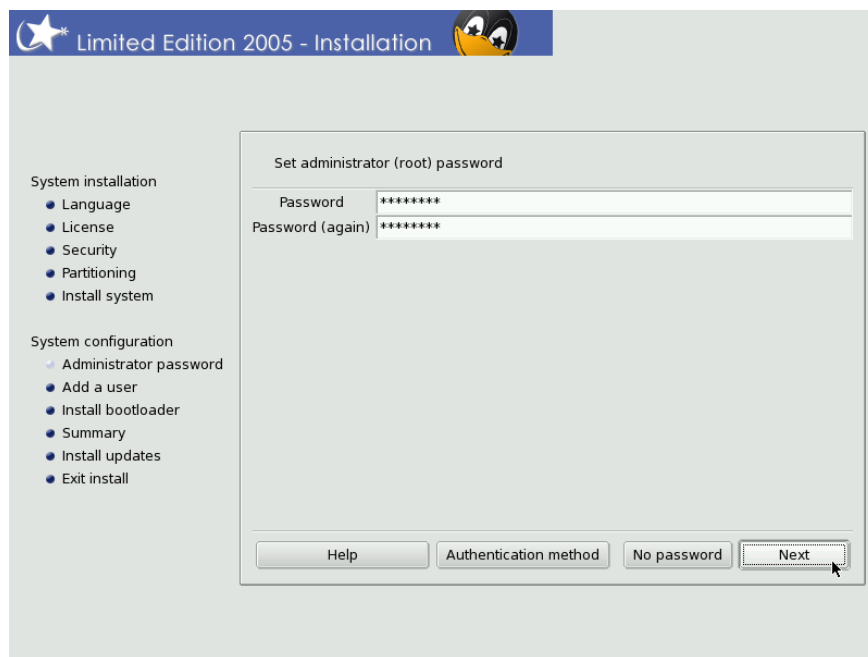 Limited Edition 2005 - Installation
System installation
Language
License
Security
Partitioning
Install system
System configuration
Administrator password
Add a user
Install bootloader
Summary
Install updates
Exit install
Set administrator (root) password
Password ********
Password (again) ********
Help Authentication method No password Next